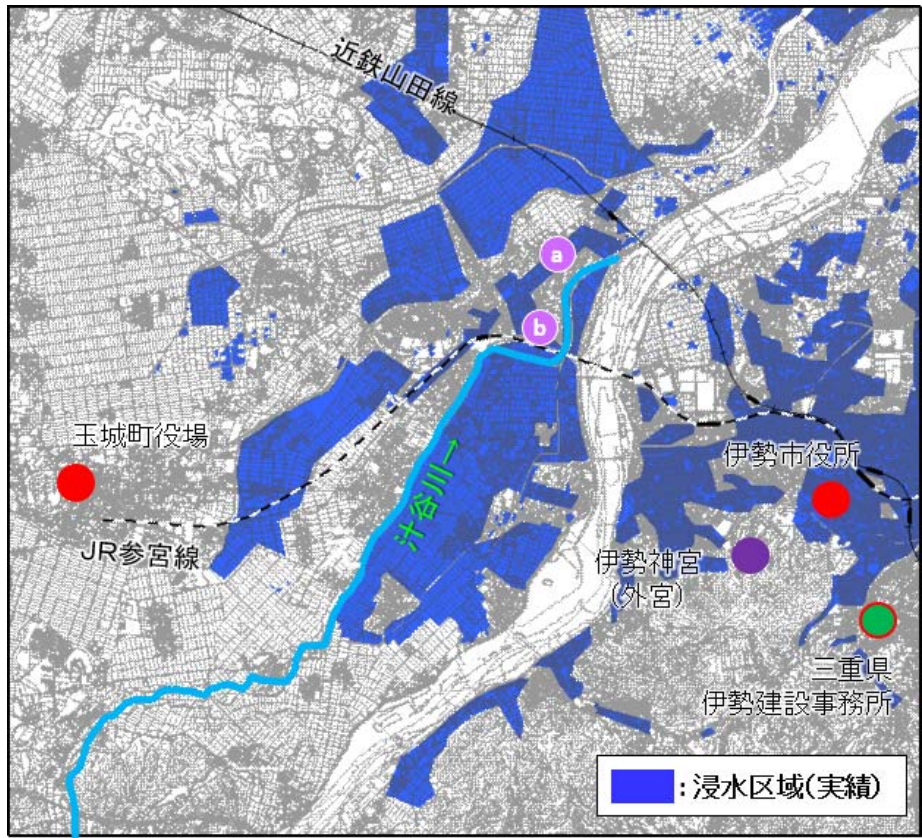 近鉄山田線
a
b
玉城町役場
汁谷川→
伊勢市役所
JR参宮線
伊勢神宮
(外宮)
三重県
伊勢建設事務所
:浸水区域(実績)